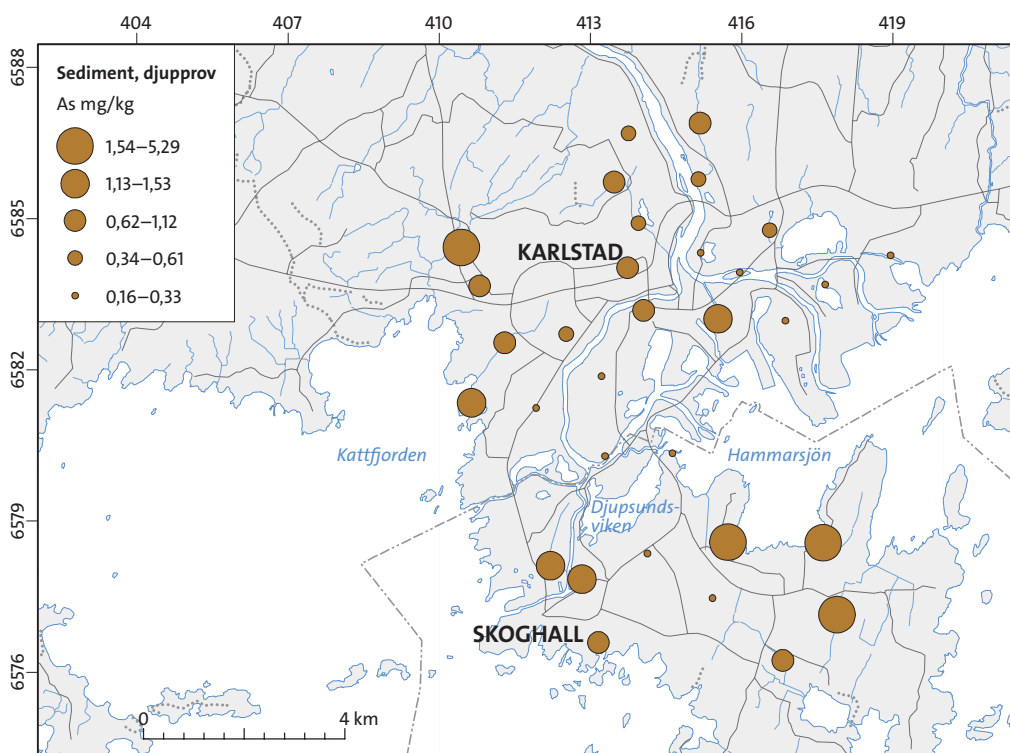 404 407 410 413 416 419
6588
6585
6582
6579
6576
Sediment, djupprov
As mg/kg
1,54–5,29
1,13–1,53
0,62–1,12
0,34–0,61
0,16–0,33
KARLSTAD
Kattfjorden
Hammarsjön
Djupsunds-
viken
SKOGHALL
0 4 km